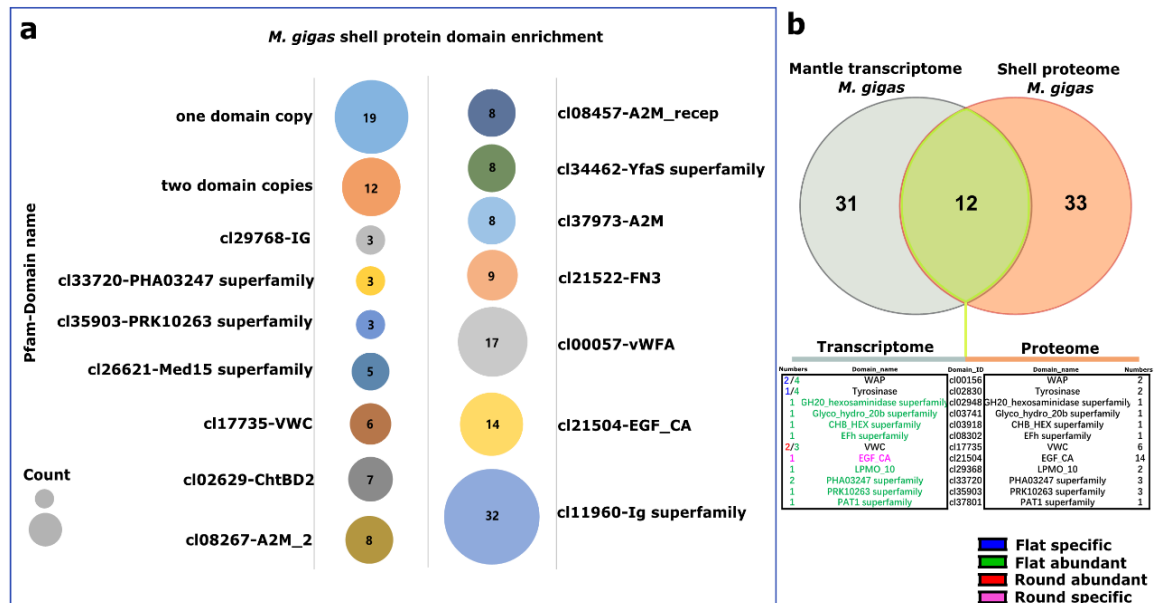 a
M. gigas shell protein domain enrichment
Pfam-Domain name
one domain copy 19
two domain copies 12
cl29768-IG 3
cl33720-PHA03247 superfamily 3
cl35903-PRK10263 superfamily 3
cl26621-Med15 superfamily 5
cl17735-VWC 6
cl02629-ChtBD2 7
cl08267-A2M_2 8
Count
8 cl08457-A2M_recep
8 cl34462-YfaS superfamily
8 cl37973-A2M
9 cl21522-FN3
17 cl00057-vWFA
14 cl21504-EGF_CA
32 cl11960-Ig superfamily
b
Mantle transcriptome
M. gigas
Shell proteome
M. gigas
31 12 33
Transcriptome Proteome
Numbers Domain_name Domain_ID Domain_name Numbers
2/4 WAP cl00156 WAP 2
1/4 Tyrosinase cl02830 Tyrosinase 2
1 GH20_hexosaminidase superfamily cl02948 GH20_hexosaminidase superfamily 1
1 Glyco_hydro_20b superfamily cl03741 Glyco_hydro_20b superfamily 1
1 CHB_HEX superfamily cl03918 CHB_HEX superfamily 1
1 EFh superfamily cl08302 EFh superfamily 1
2/3 VWC cl17735 VWC 6
1 EGF_CA cl21504 EGF_CA 14
1 LPMO_10 cl29368 LPMO_10 2
2 PHA03247 superfamily cl33720 PHA03247 superfamily 3
1 PRK10263 superfamily cl35903 PRK10263 superfamily 3
1 PAT1 superfamily cl37801 PAT1 superfamily 1
Flat specific
Flat abundant
Round abundant
Round specific